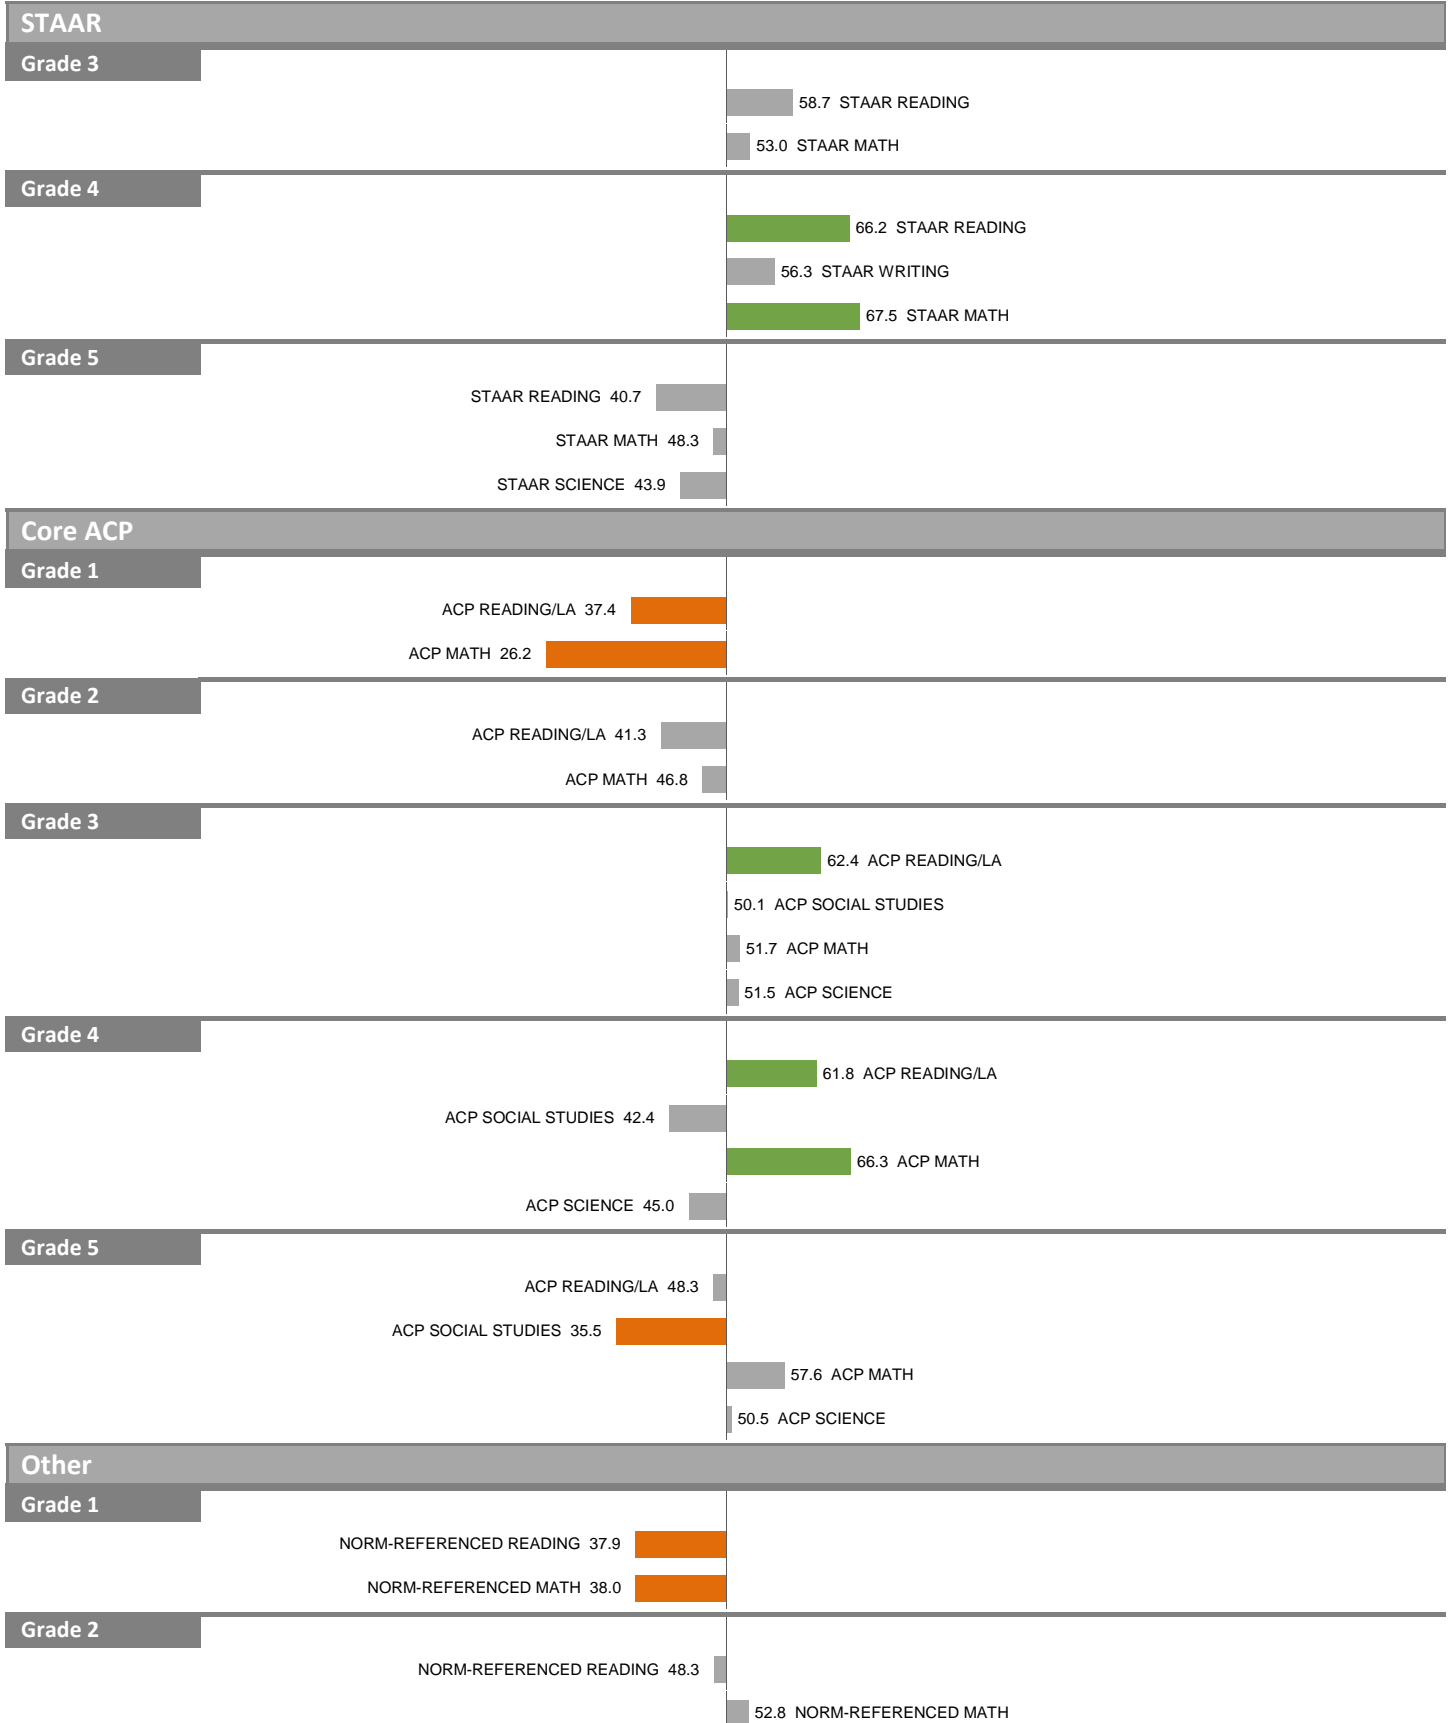 STAAR
Grade 3
58.7 STAAR READING
53.0 STAAR MATH
Grade 4
66.2 STAAR READING
56.3 STAAR WRITING
67.5 STAAR MATH
Grade 5
STAAR READING 40.7
STAAR MATH 48.3
STAAR SCIENCE 43.9
Core ACP
Grade 1
ACP READING/LA 37.4
ACP MATH 26.2
Grade 2
ACP READING/LA 41.3
ACP MATH 46.8
Grade 3
62.4 ACP READING/LA
50.1 ACP SOCIAL STUDIES
51.7 ACP MATH
51.5 ACP SCIENCE
Grade 4
61.8 ACP READING/LA
ACP SOCIAL STUDIES 42.4
66.3 ACP MATH
ACP SCIENCE 45.0
Grade 5
ACP READING/LA 48.3
ACP SOCIAL STUDIES 35.5
57.6 ACP MATH
50.5 ACP SCIENCE
Other
Grade 1
NORM-REFERENCED READING 37.9
NORM-REFERENCED MATH 38.0
Grade 2
NORM-REFERENCED READING 48.3
52.8 NORM-REFERENCED MATH